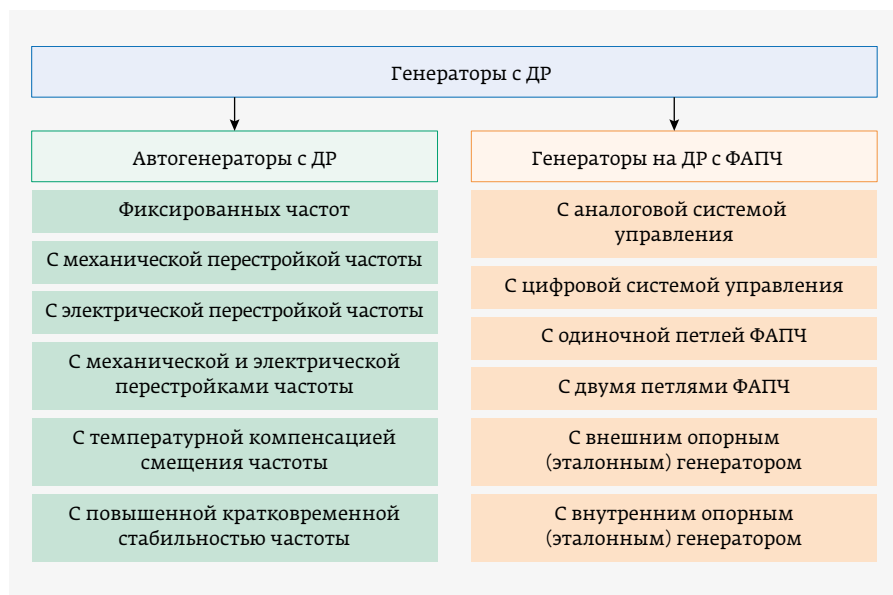 Генераторы с ДР
Автогенераторы с ДР
Фиксированных частот
С механической перестройкой частоты
С электрической перестройкой частоты
С механической и электрической
перестройками частоты
С температурной компенсацией
смещения частоты
С повышенной кратковременной
стабильностью частоты
Генераторы на ДР с ФАПЧ
С аналоговой системой
управления
С цифровой системой управления
С одиночной петлей ФАПЧ
С двумя петлями ФАПЧ
С внешним опорным
(эталонным) генератором
С внутренним опорным
(эталонным) генератором